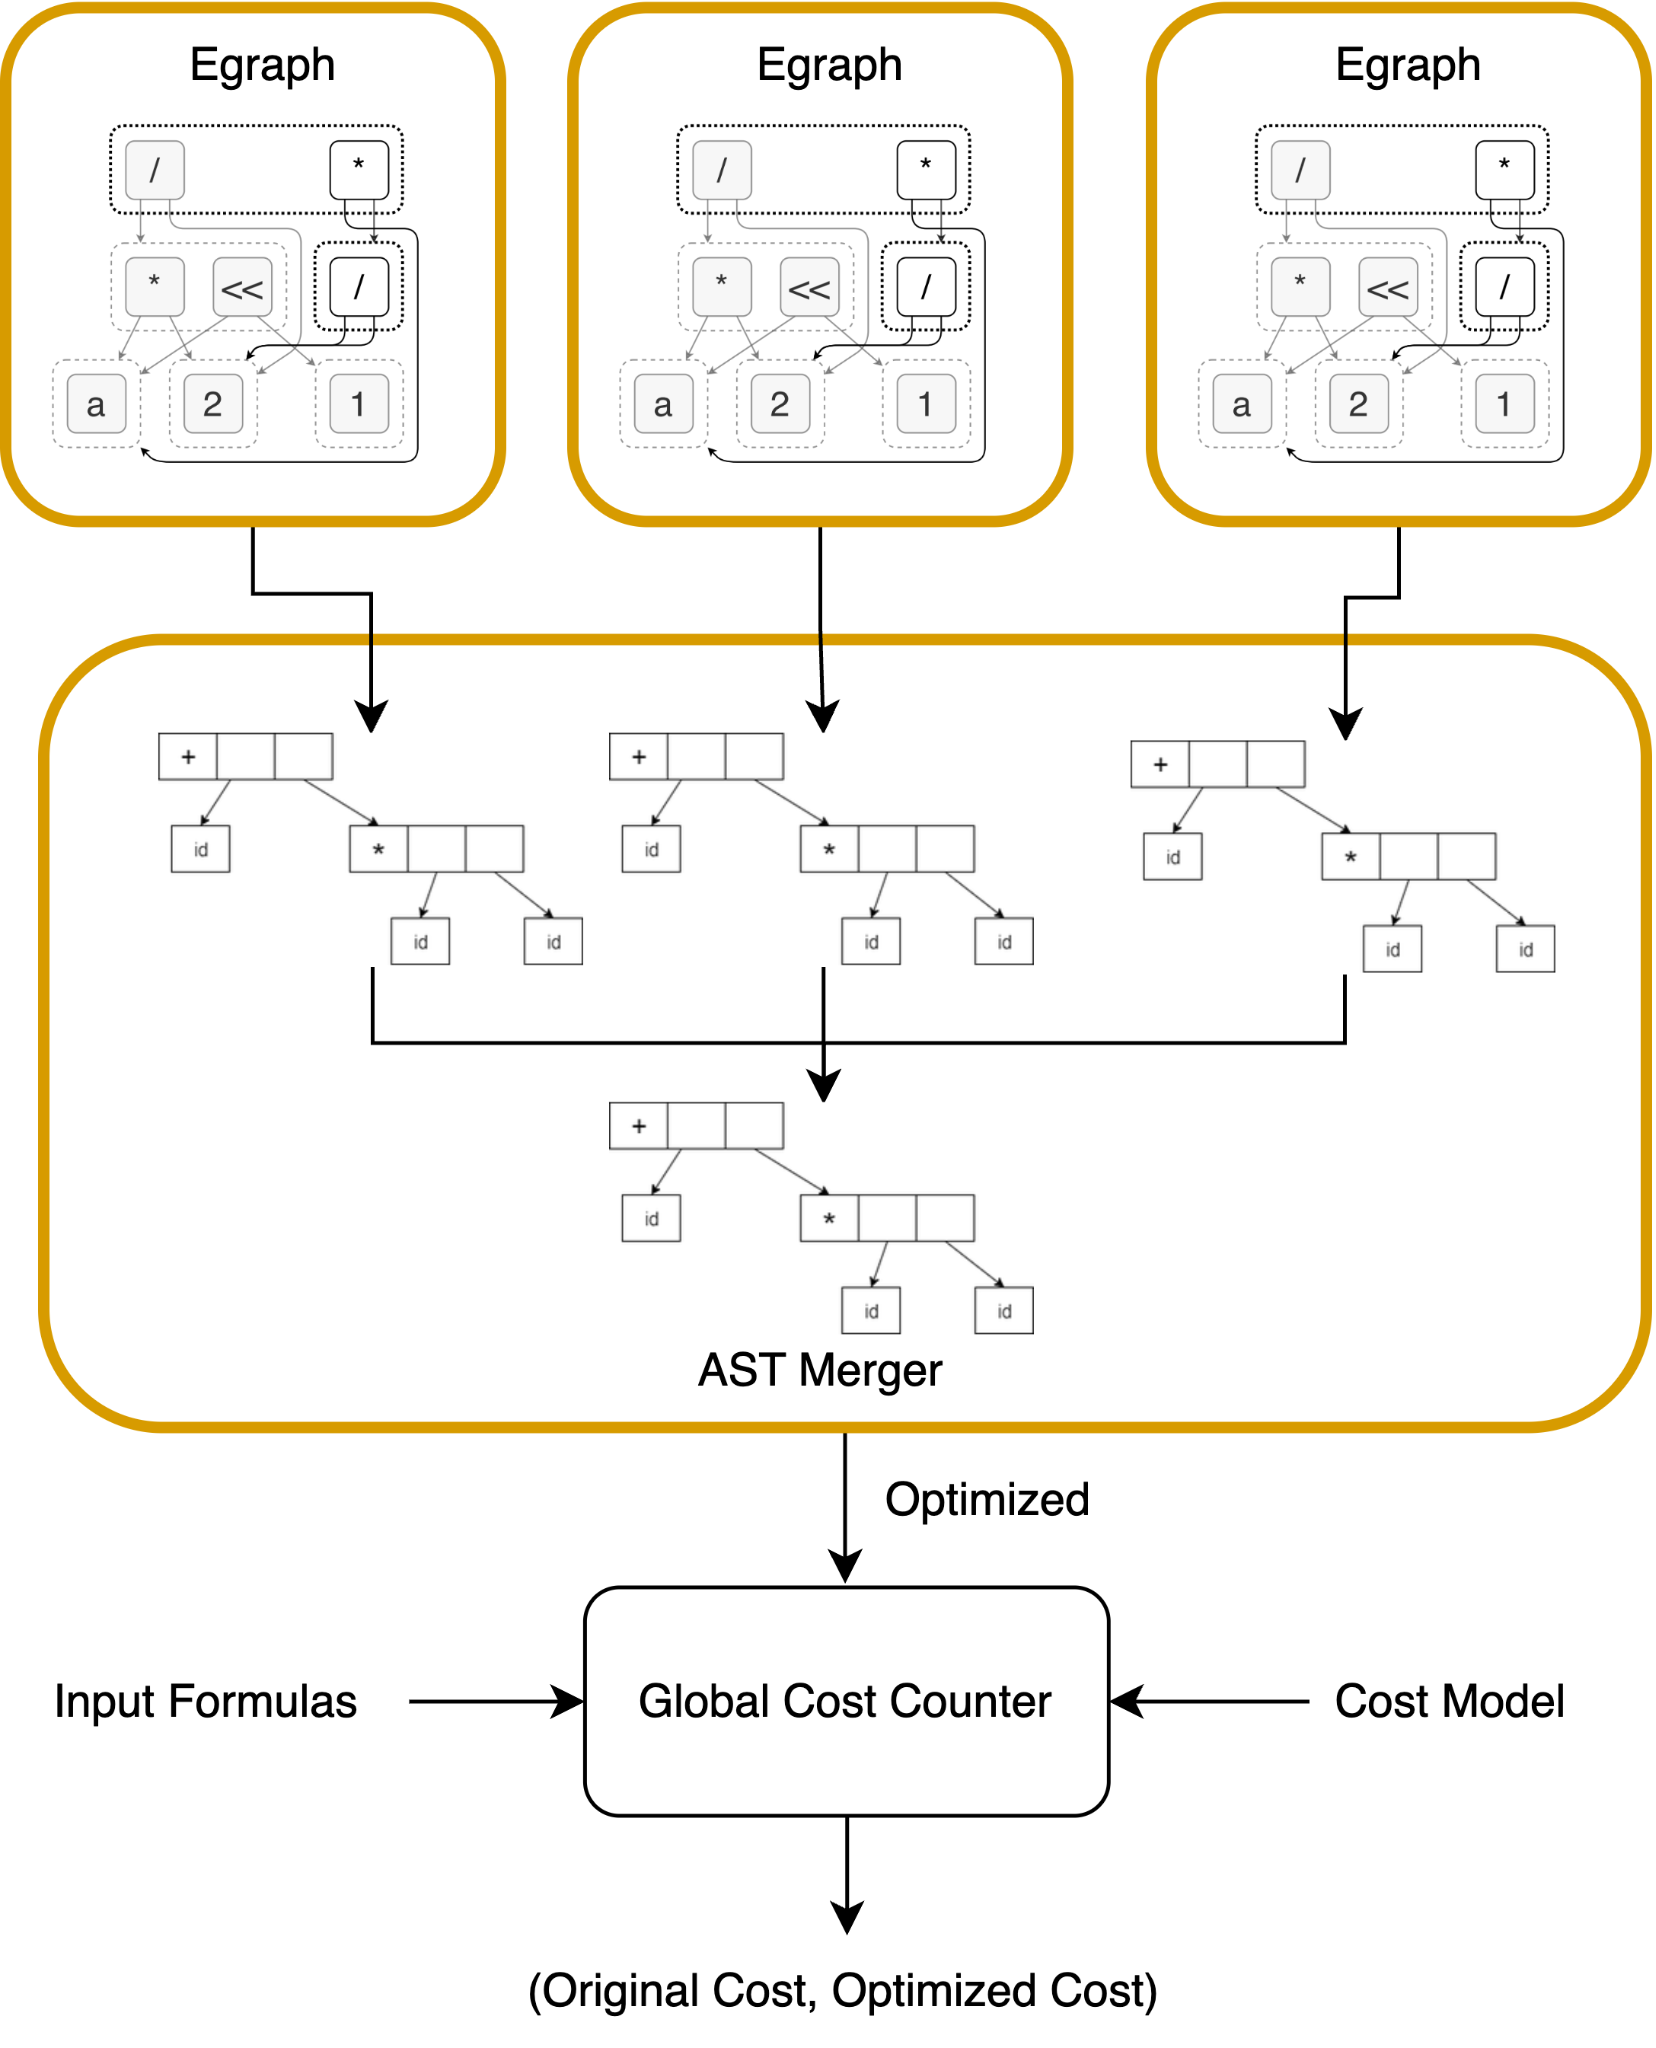 Egraph Egraph Egraph
/ * / * / *
* << / * << / * << /
a 2 1 a 2 1 a 2 1
+ + +
id * id * id *
id id id id id id
+
id *
id id
AST Merger
Optimized
Input Formulas Global Cost Counter Cost Model
(Original Cost, Optimized Cost)